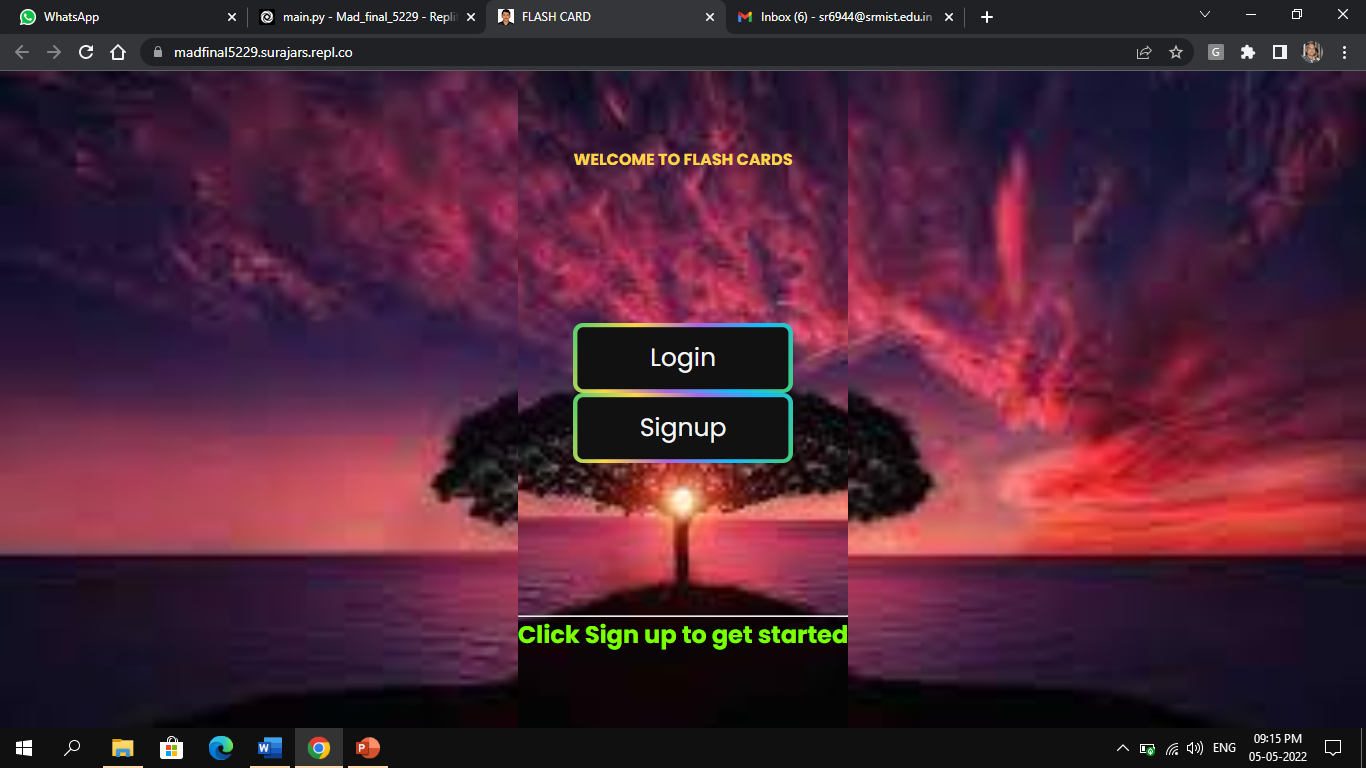 WhatsApp
main.py - Mad_final_5229 - Repli
FLASH CARD
Inbox (6) - sr6944@srmist.edu.in
madfinal5229.surajars.repl.co
G
WELCOME TO FLASH CARDS
Login
Signup
Click Sign up to get started
W
P
ENG
09:15 PM
05-05-2022